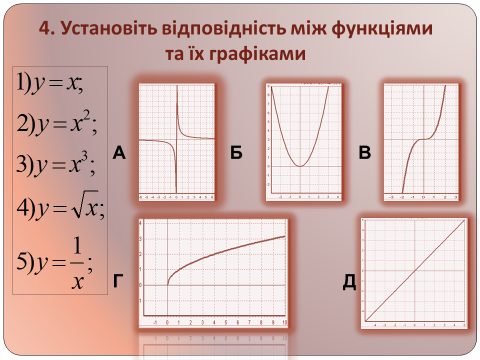 4. Установіть відповідність між функціями
та їх графіками
1)y = x;
2)y = x²;
3)y = x³;
4)y = √x;
5)y = 1/x;
А
Б
В
Г
Д